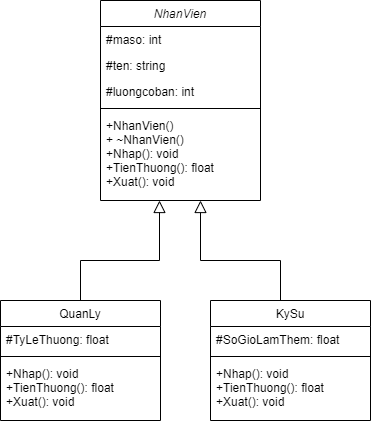 NhanVien
#maso: int
#ten: string
#luongcoban: int
+NhanVien()
+ ~NhanVien()
+Nhap(): void
+TienThuong(): float
+Xuat(): void
QuanLy
#TyLeThuong: float
+Nhap(): void
+TienThuong(): float
+Xuat(): void
KySu
#SoGioLamThem: float
+Nhap(): void
+TienThuong(): float
+Xuat(): void